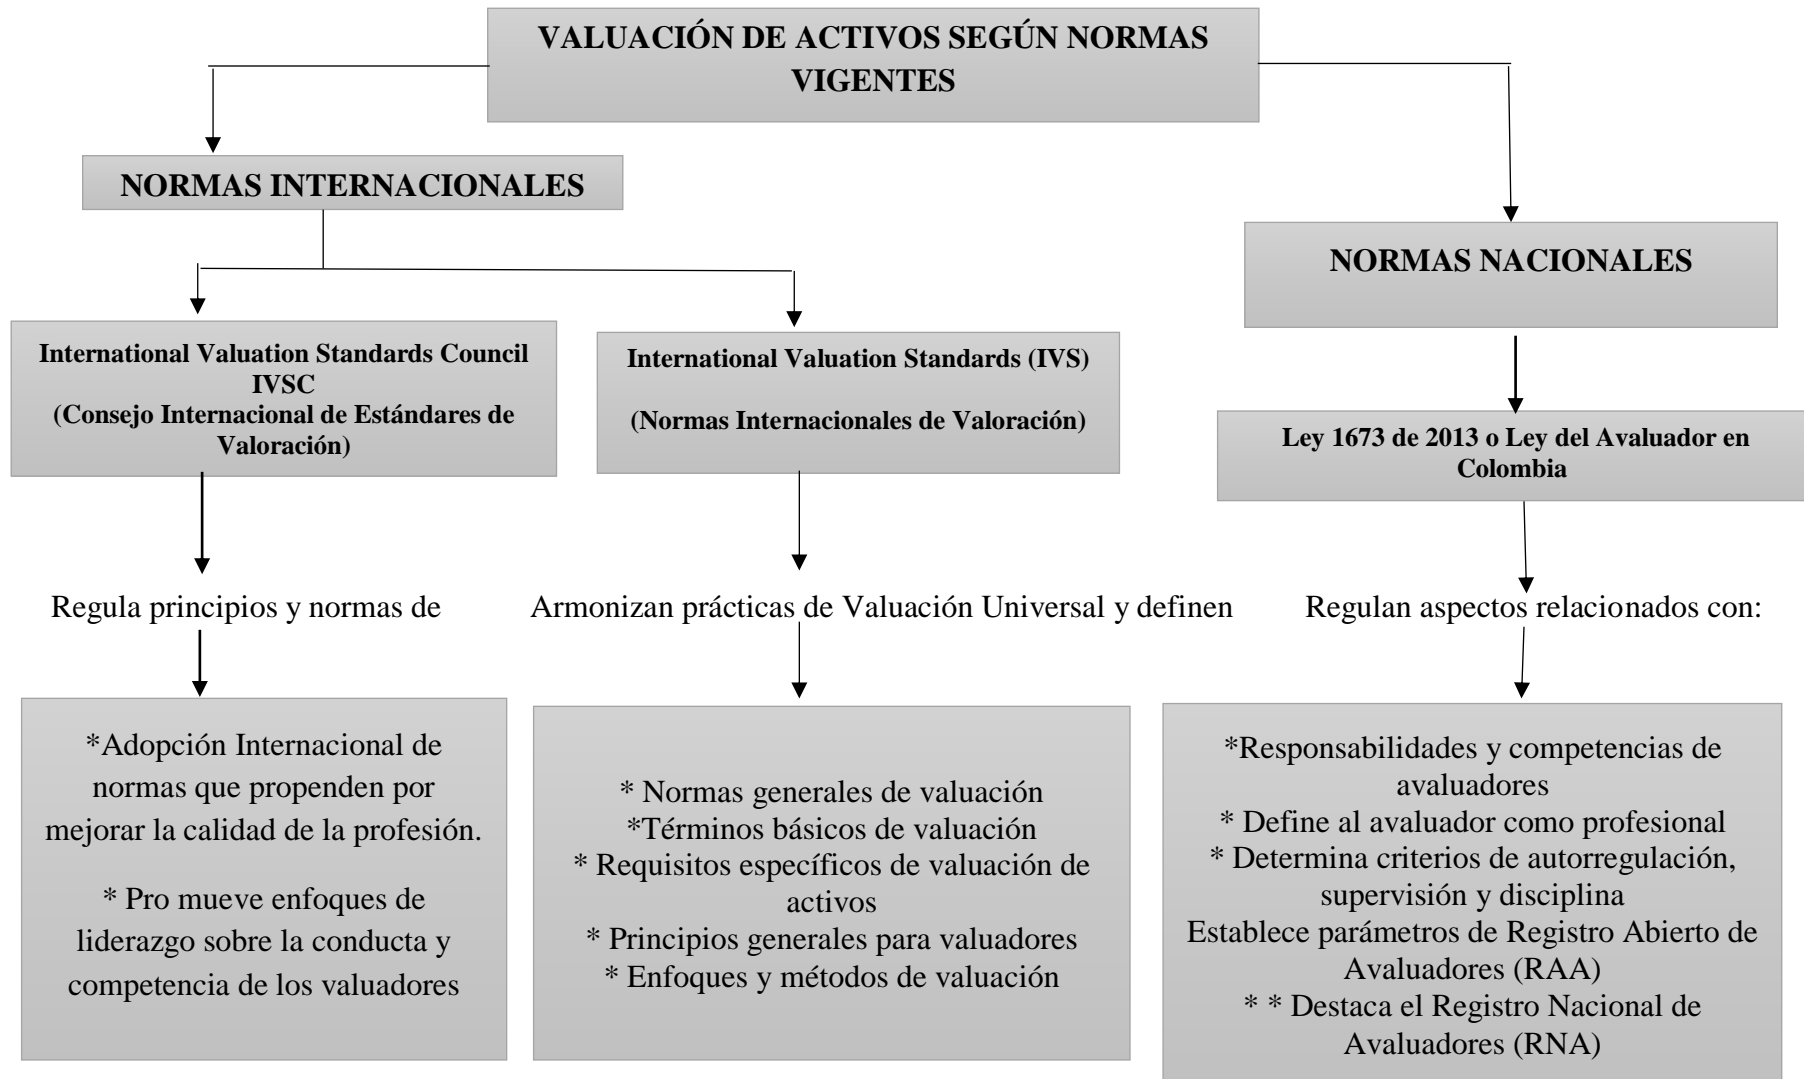 VALUACIÓN DE ACTIVOS SEGÚN NORMAS
VIGENTES
NORMAS INTERNACIONALES
NORMAS NACIONALES
International Valuation Standards Council
IVSC
(Consejo Internacional de Estándares de
Valoración)
International Valuation Standards (IVS)
(Normas Internacionales de Valoración)
Ley 1673 de 2013 o Ley del Avaluador en
Colombia
Regula principios y normas de
Armonizan prácticas de Valuación Universal y definen
Regulan aspectos relacionados con:
*Adopción Internacional de
normas que propenden por
mejorar la calidad de la profesión.
* Pro mueve enfoques de
liderazgo sobre la conducta y
competencia de los valuadores
* Normas generales de valuación
*Términos básicos de valuación
* Requisitos específicos de valuación de
activos
* Principios generales para valuadores
* Enfoques y métodos de valuación
*Responsabilidades y competencias de
avaluadores
* Define al avaluador como profesional
* Determina criterios de autorregulación,
supervisión y disciplina
Establece parámetros de Registro Abierto de
Avaluadores (RAA)
* * Destaca el Registro Nacional de
Avaluadores (RNA)